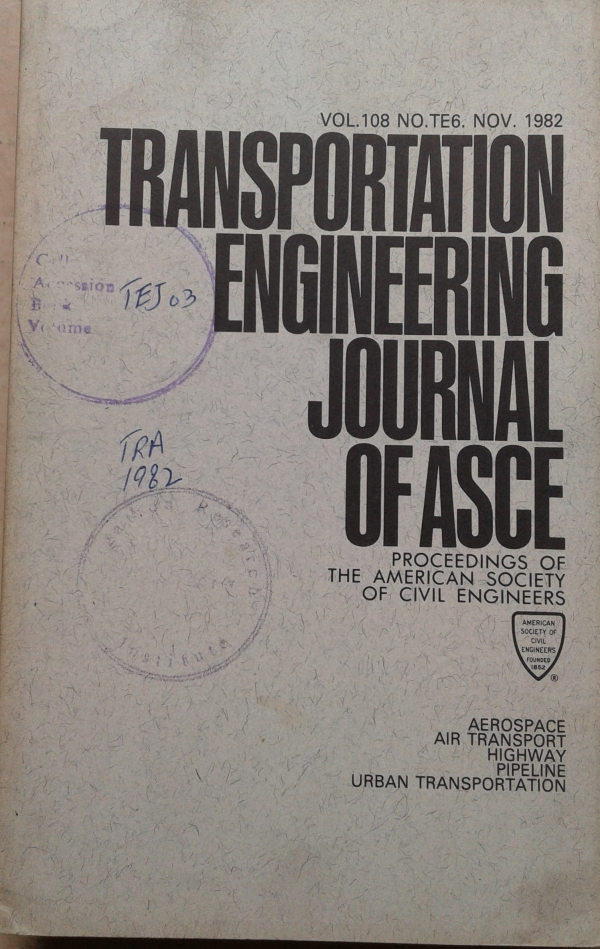 VOL.108 NO.TE6. NOV. 1982
TRANSPORTATION
ENGINEERING
JOURNAL
OF ASCE
PROCEEDINGS OF
THE AMERICAN SOCIETY
OF CIVIL ENGINEERS
AMERICAN
SOCIETY OF
CIVIL
ENGINEERS
FOUNDED
1852
®
AEROSPACE
AIR TRANSPORT
HIGHWAY
PIPELINE
URBAN TRANSPORTATION
Accession TEJ 03
Volume
TRA
1982
Research
Institute